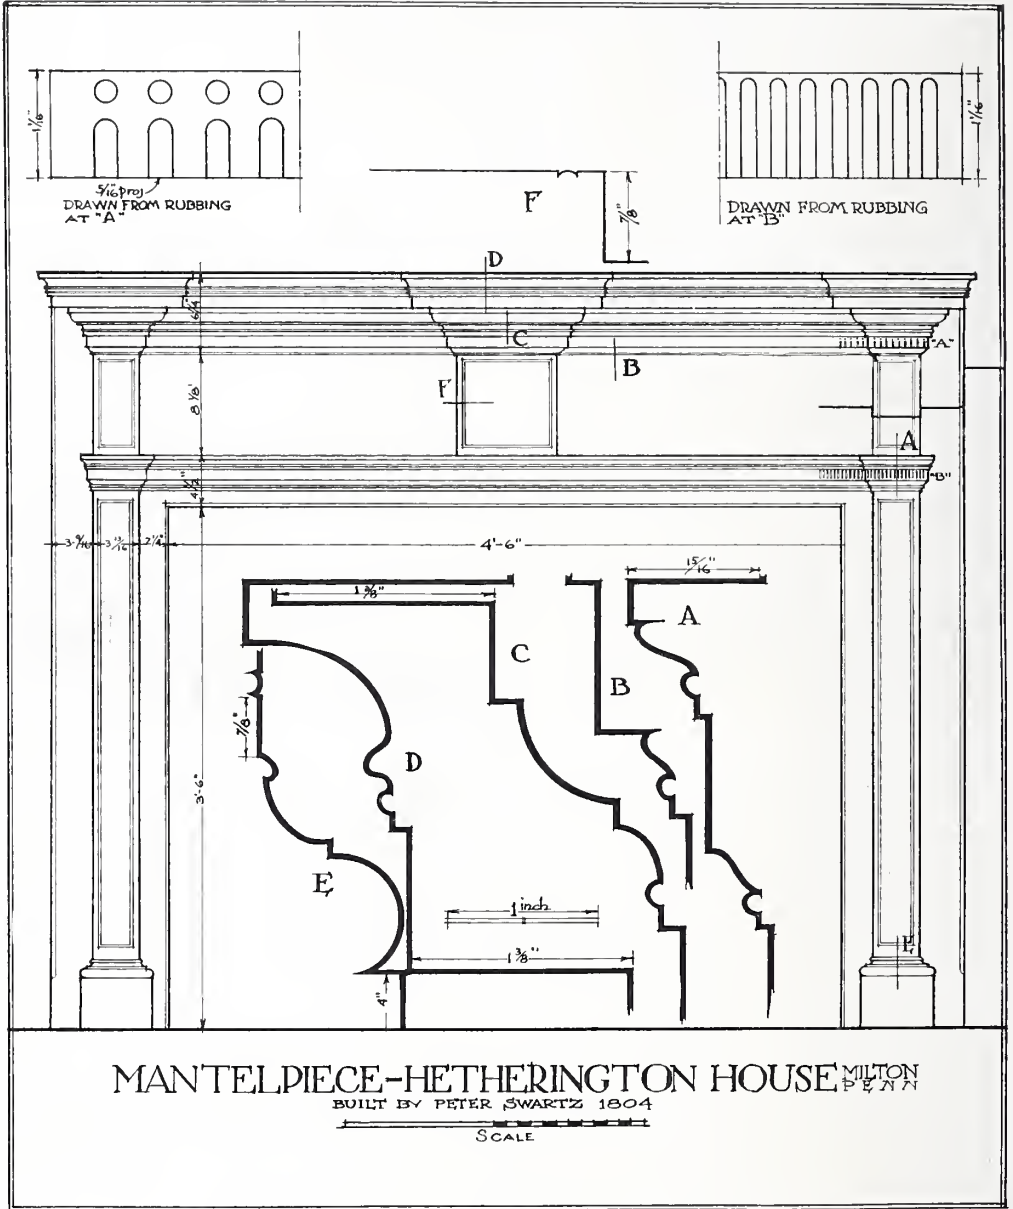 1 1/16"
5/16" proj
DRAWN FROM RUBBING
AT "A"
F
7/8"
1 1/16"
DRAWN FROM RUBBING
AT "B"
D
6 1/4"
C
"A"
B
F
8 1/8'
A
4 1/2"
"B"
3 9/16
3 13/16
2 1/4"
4'-6"
15/16"
1 3/8"
A
C
B
7/8"
D
3'-6"
E
1 inch
1 3/8"
E
4"
MANTELPIECE-HETHERINGTON HOUSE MILTON
PENN
BUILT BY PETER SWARTZ 1804
SCALE